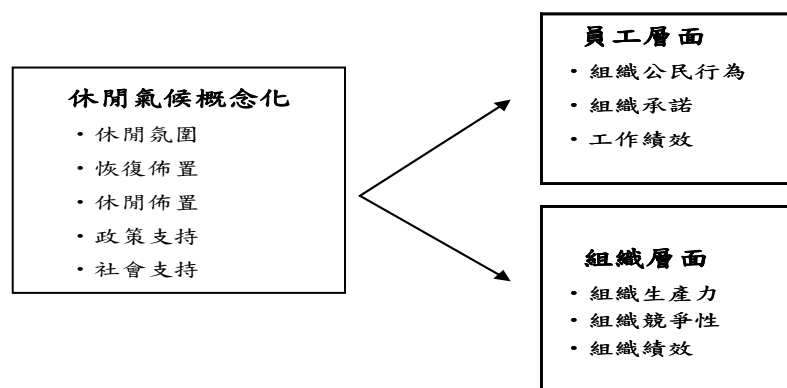 休閒氣候概念化
・休閒氛圍
・恢復佈置
・休閒佈置
・政策支持
・社會支持
員工層面
・組織公民行為
・組織承諾
・工作績效
組織層面
・組織生產力
・組織競爭性
・組織績效